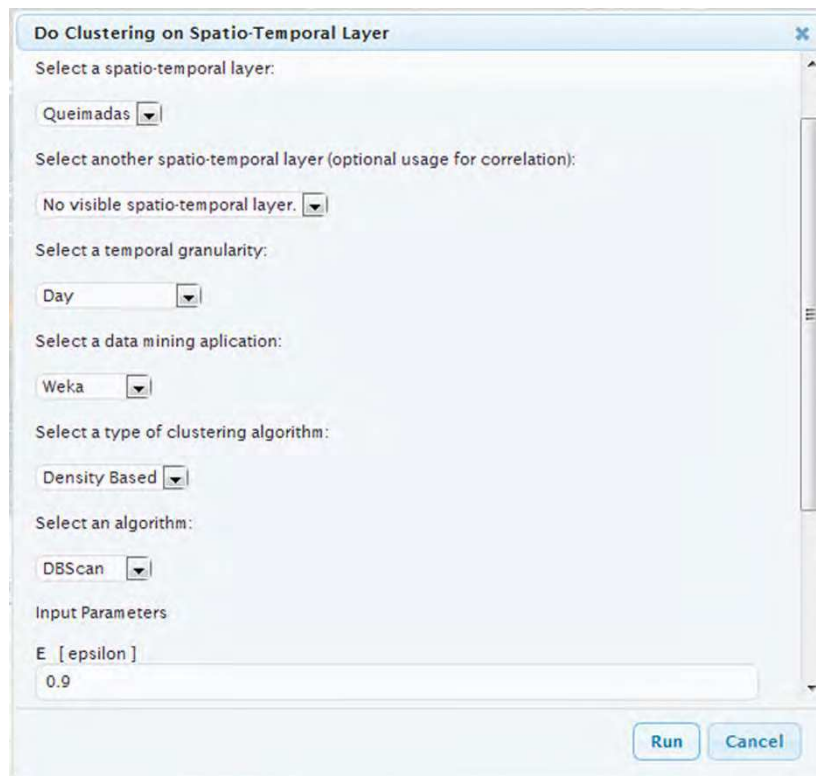 Do Clustering on Spatio-Temporal Layer
Select a spatio-temporal layer:
Queimadas
Select another spatio-temporal layer (optional usage for correlation):
No visible spatio-temporal layer.
Select a temporal granularity:
Day
Select a data mining aplication:
Weka
Select a type of clustering algorithm:
Density Based
Select an algorithm:
DBScan
Input Parameters
E [ epsilon ]
0.9
Run Cancel